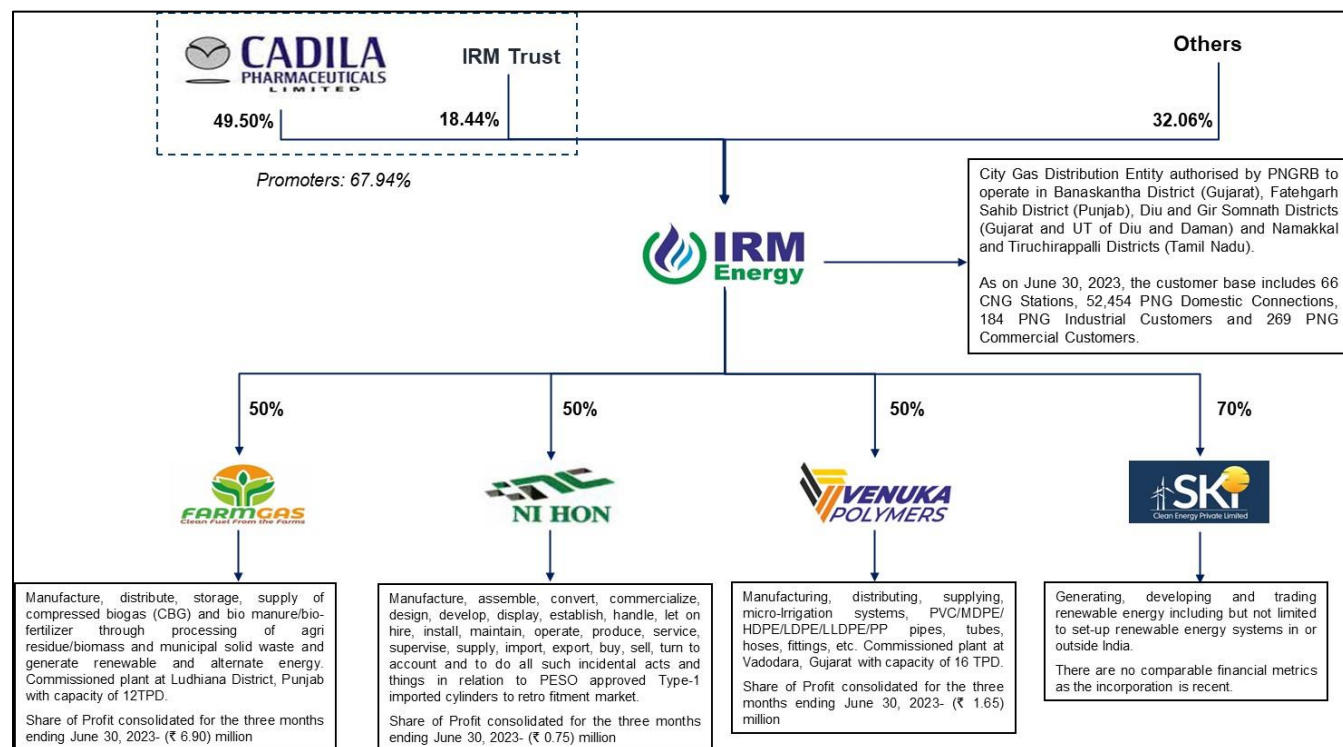 CADILA
PHARMACEUTICALS
LIMITED
IRM Trust
Others
49.50%
18.44%
32.06%
Promoters: 67.94%
City Gas Distribution Entity authorised by PNGRB to
operate in Banaskantha District (Gujarat), Fatehgarh
Sahib District (Punjab), Diu and Gir Somnath Districts
(Gujarat and UT of Diu and Daman) and Namakkal
and Tiruchirappalli Districts (Tamil Nadu).
As on June 30, 2023, the customer base includes 66
CNG Stations, 52,454 PNG Domestic Connections,
184 PNG Industrial Customers and 269 PNG
Commercial Customers.
IRM
Energy
50%
50%
50%
70%
FARMGAS
Clean Fuel From the Farms
NI HON
VENUKA
POLYMERS
SKI
Clean Energy Private Limited
Manufacture, distribute, storage, supply of
compressed biogas (CBG) and bio manure/bio-
fertilizer through processing of agri
residue/biomass and municipal solid waste and
generate renewable and alternate energy.
Commissioned plant at Ludhiana District, Punjab
with capacity of 12TPD.
Share of Profit consolidated for the three months
ending June 30, 2023- (₹ 6.90) million
Manufacture, assemble, convert, commercialize,
design, develop, display, establish, handle, let on
hire, install, maintain, operate, produce, service,
supervise, supply, import, export, buy, sell, turn to
account and to do all such incidental acts and
things in relation to PESO approved Type-1
imported cylinders to retro fitment market.
Share of Profit consolidated for the three months
ending June 30, 2023- (₹ 0.75) million
Manufacturing, distributing, supplying,
micro-Irrigation systems, PVC/MDPE/
HDPE/LDPE/LLDPE/PP pipes, tubes,
hoses, fittings, etc. Commissioned plant at
Vadodara, Gujarat with capacity of 16 TPD.
Share of Profit consolidated for the three
months ending June 30, 2023- (₹ 1.65)
million
Generating, developing and trading
renewable energy including but not limited
to set-up renewable energy systems in or
outside India.
There are no comparable financial metrics
as the incorporation is recent.